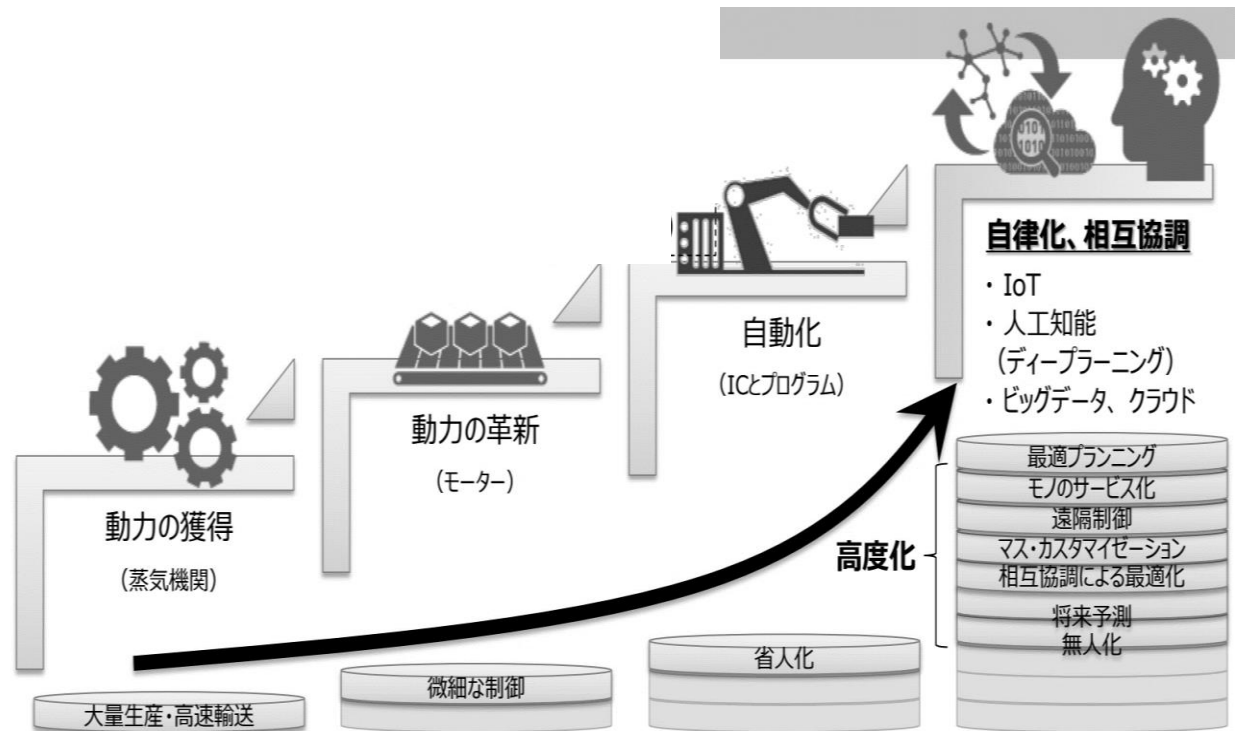 動力の獲得
(蒸気機関)
大量生産・高速輸送
動力の革新
(モーター)
微細な制御
自動化
(ICとプログラム)
省人化
自律化、相互協調
・IoT
・人工知能
(ディープラーニング)
・ビッグデータ、クラウド
高度化
最適プランニング
モノのサービス化
遠隔制御
マス・カスタマイゼーション
相互協調による最適化
将来予測
無人化